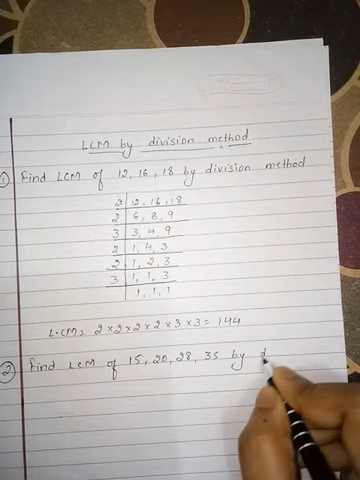 LCM by division method
① Find LCM of 12, 16, 18 by division method
2 | 12, 16, 18
2 | 6, 8, 9
3 | 3, 4, 9
2 | 1, 4, 3
2 | 1, 2, 3
3 | 1, 1, 3
1, 1, 1
L.CM = 2×2×2×2×3×3 = 144
② Find LCM of 15, 20, 28, 35 by d